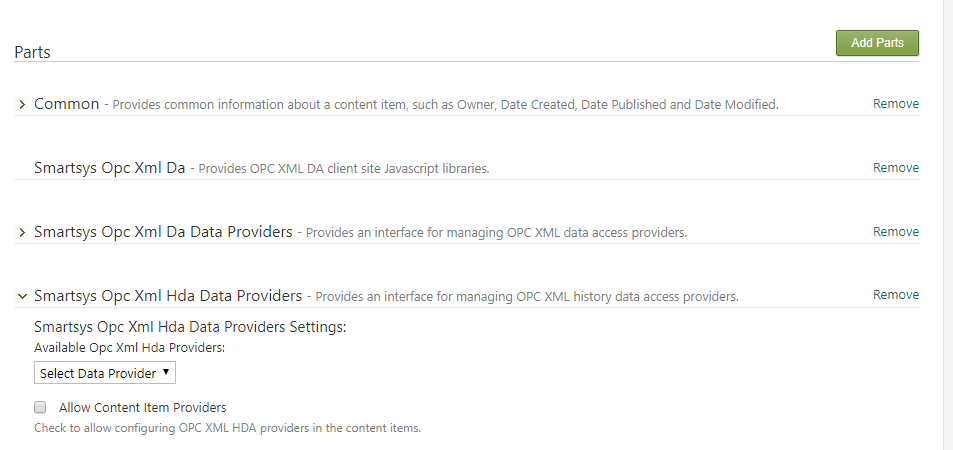 Parts
Add Parts
Common - Provides common information about a content item, such as Owner, Date Created, Date Published and Date Modified.
Remove
Smartsys Opc Xml Da - Provides OPC XML DA client site Javascript libraries.
Remove
Smartsys Opc Xml Da Data Providers - Provides an interface for managing OPC XML data access providers.
Remove
Smartsys Opc Xml Hda Data Providers - Provides an interface for managing OPC XML history data access providers.
Remove
Smartsys Opc Xml Hda Data Providers Settings:
Available Opc Xml Hda Providers:
Select Data Provider
Allow Content Item Providers
Check to allow configuring OPC XML HDA providers in the content items.